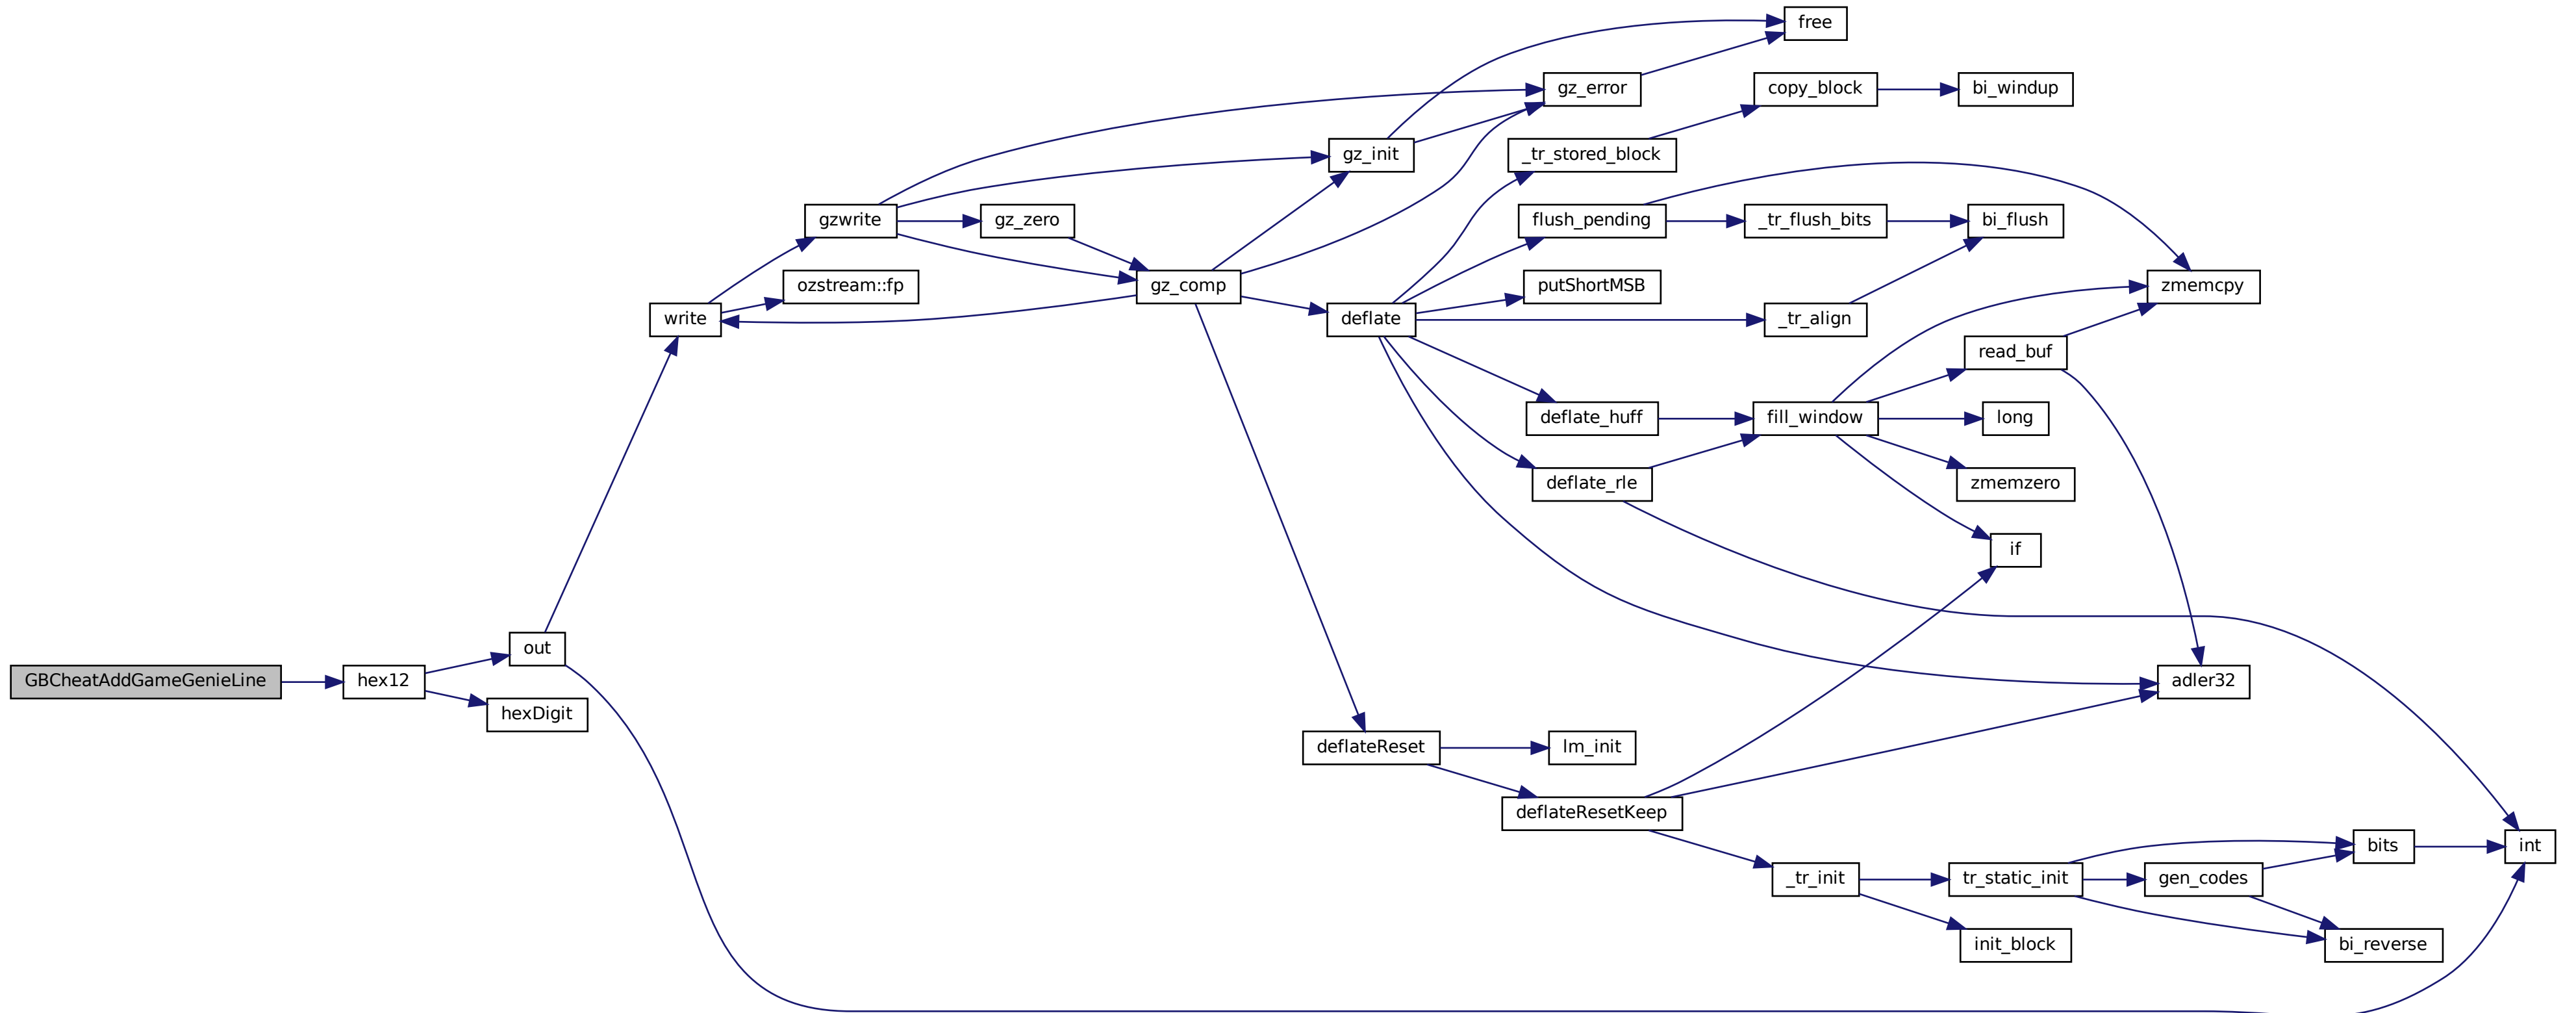 GBCheatAddGameGenieLine
hex12
out
hexDigit
write
gzwrite
ozstream::fp
gz_zero
gz_comp
gz_init
gz_error
free
deflate
_tr_stored_block
copy_block
bi_windup
flush_pending
_tr_flush_bits
bi_flush
putShortMSB
_tr_align
zmemcpy
deflate_huff
fill_window
read_buf
long
deflate_rle
zmemzero
if
adler32
deflateReset
lm_init
deflateResetKeep
_tr_init
tr_static_init
gen_codes
bits
int
init_block
bi_reverse